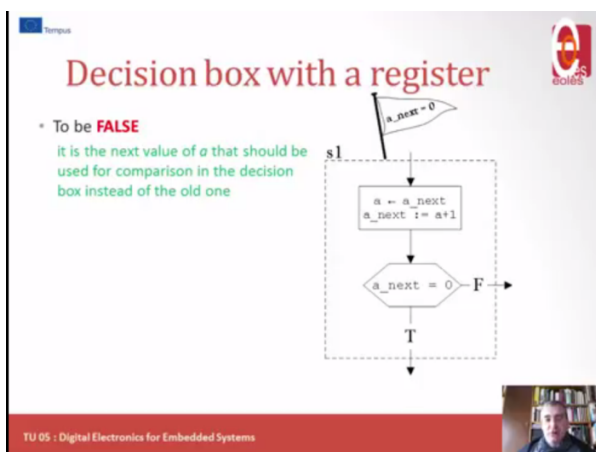 Tempus
eolès
Decision box with a register
To be FALSE
it is the next value of a that should be
used for comparison in the decision
box instead of the old one
a_next = 0
s1
a ← a_next
a_next := a+1
a_next = 0
F
T
TU 05 : Digital Electronics for Embedded Systems